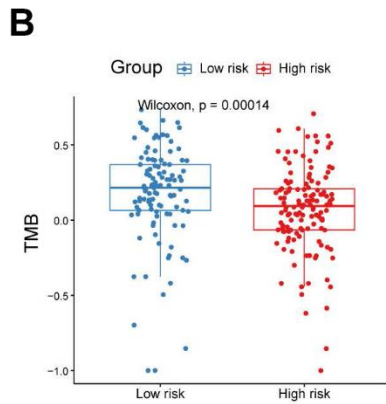 B
Group Low risk High risk
Wilcoxon, p = 0.00014
TMB
0.5
0.0
−0.5
−1.0
Low risk High risk